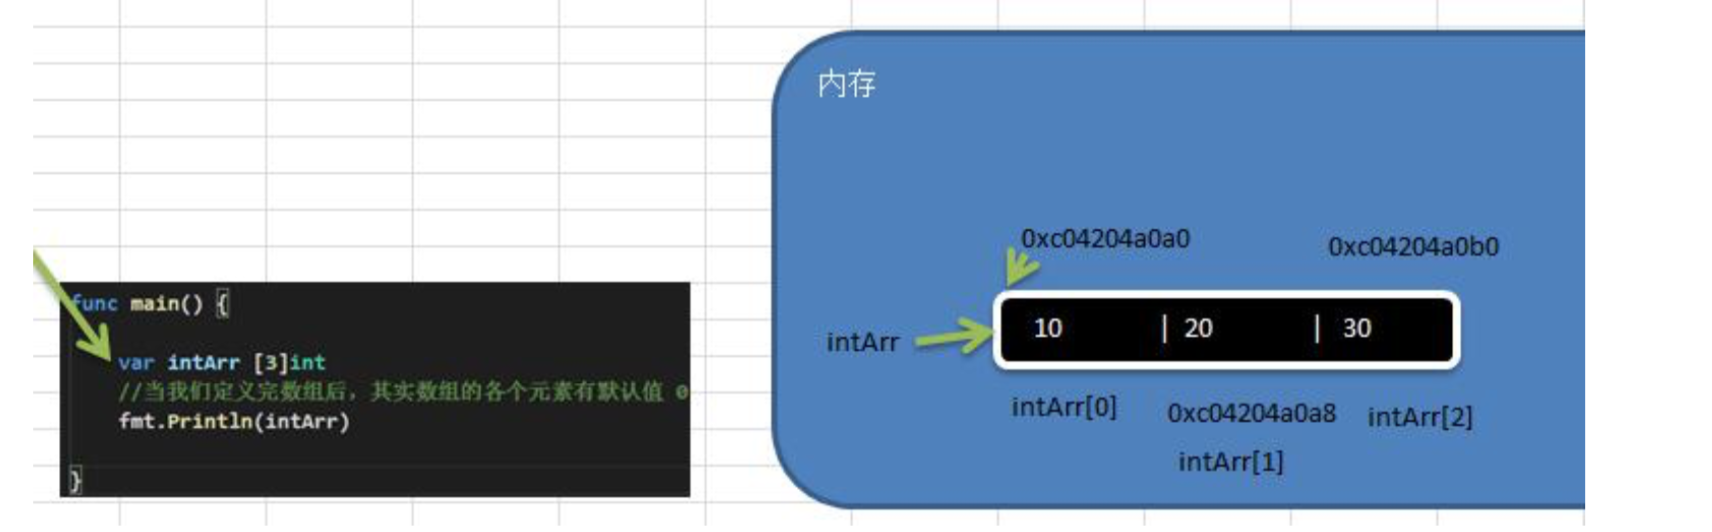 func main() {
var intArr [3]int
//当我们定义完数组后，其实数组的各个元素有默认值 0
fmt.Println(intArr)
}
内存
0xc04204a0a0
0xc04204a0b0
intArr
10 | 20 | 30
intArr[0]
0xc04204a0a8
intArr[2]
intArr[1]